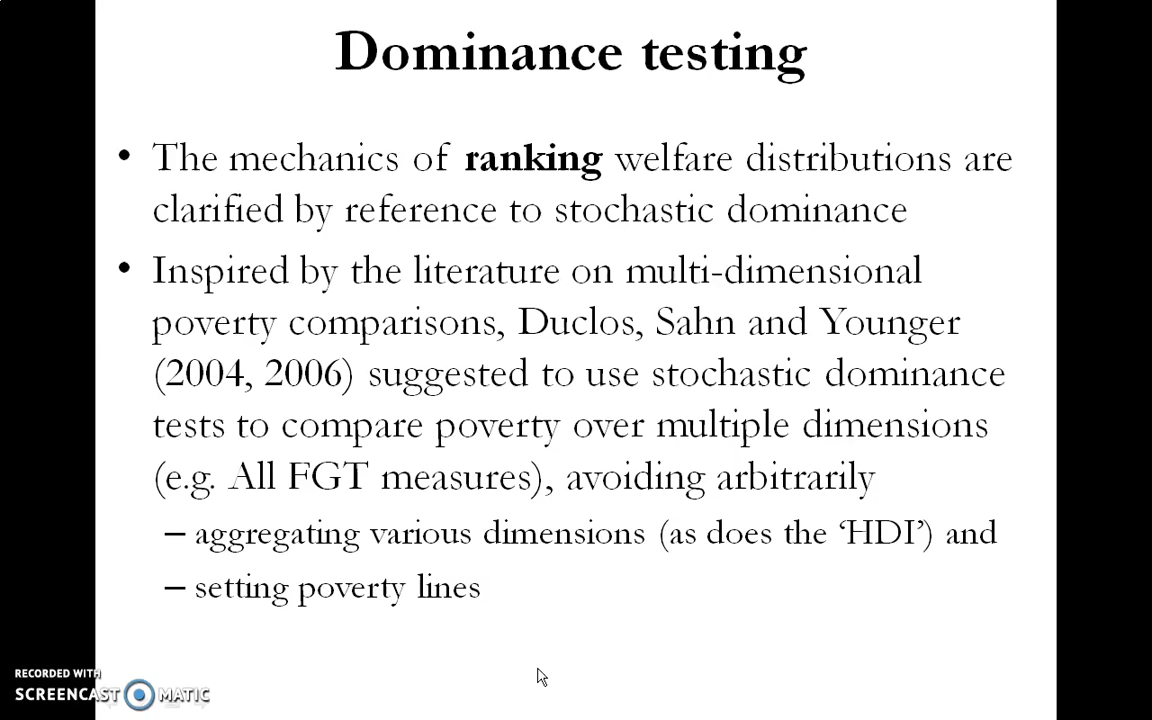 Dominance testing
• The mechanics of ranking welfare distributions are
clarified by reference to stochastic dominance
• Inspired by the literature on multi-dimensional
poverty comparisons, Duclos, Sahn and Younger
(2004, 2006) suggested to use stochastic dominance
tests to compare poverty over multiple dimensions
(e.g. All FGT measures), avoiding arbitrarily
– aggregating various dimensions (as does the ‘HDI’) and
– setting poverty lines
RECORDED WITH
SCREENCAST MATIC